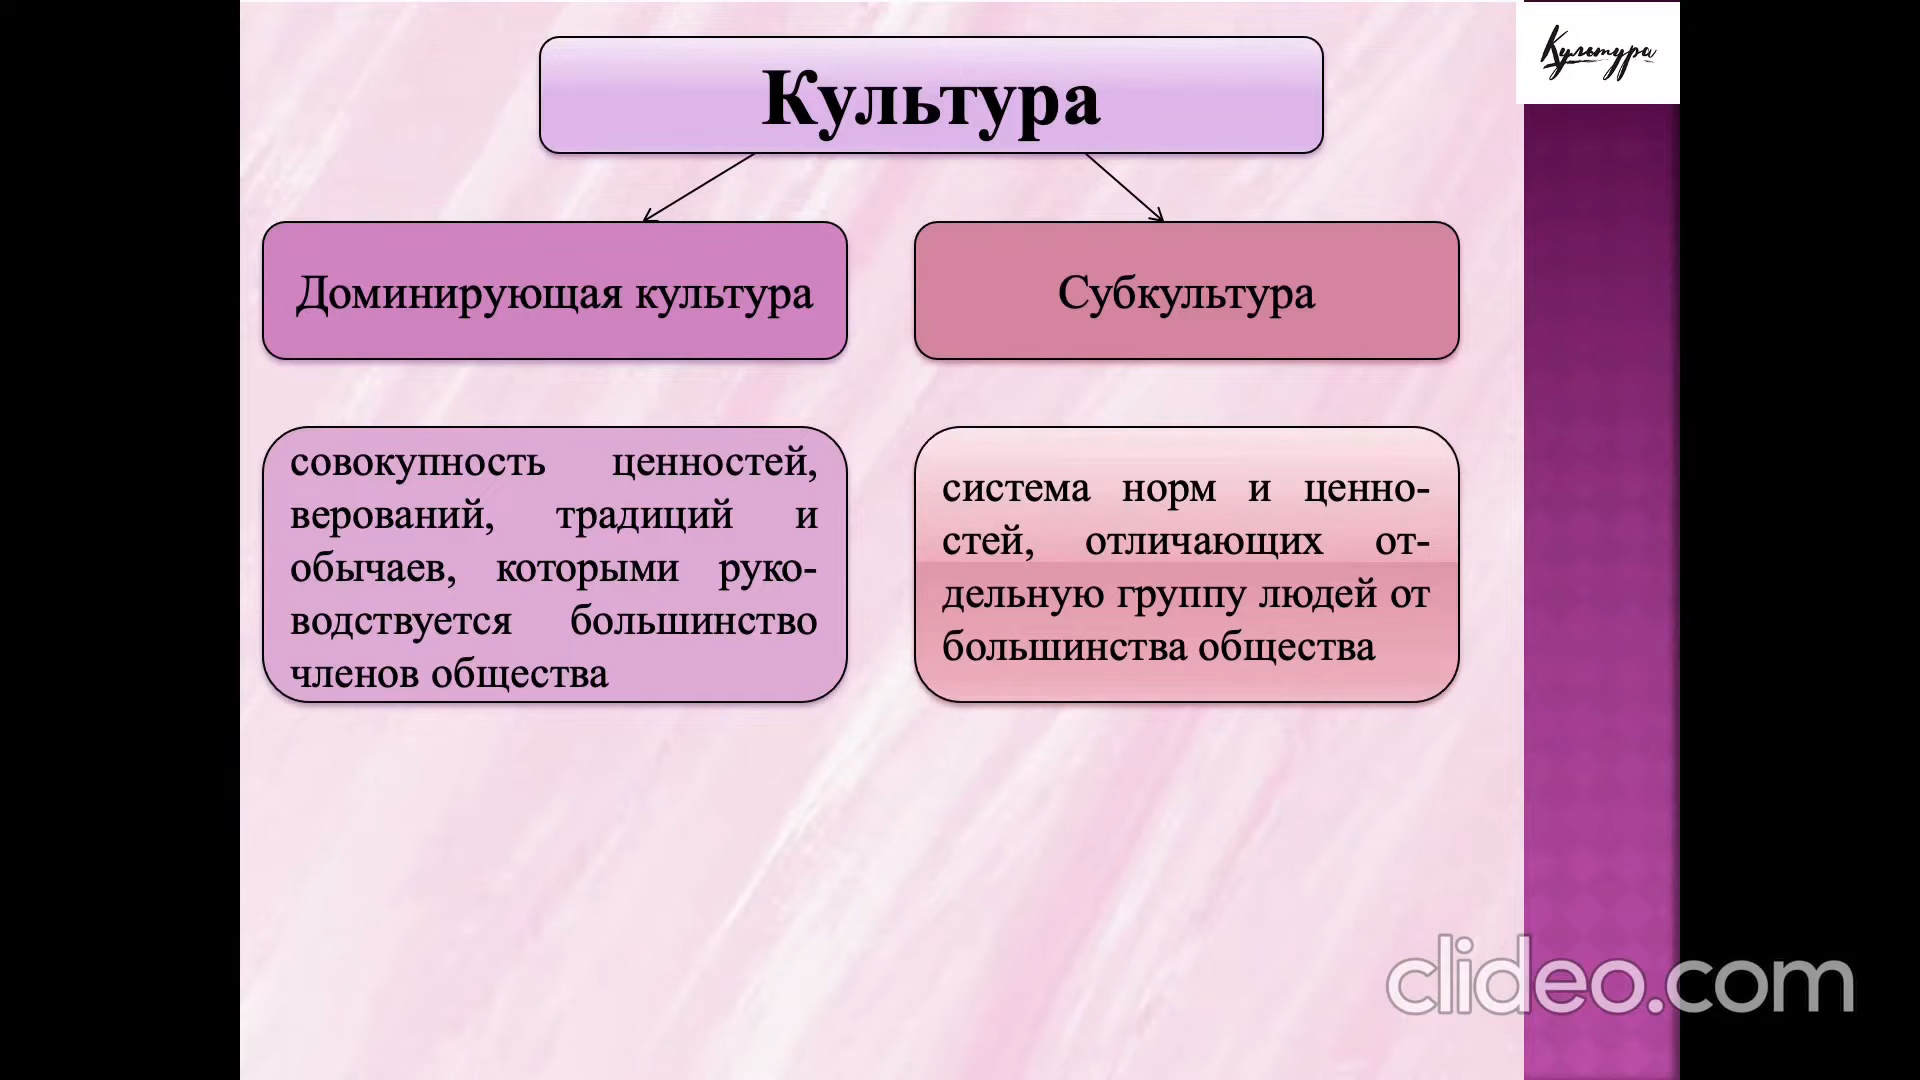 Культура
Культура
Доминирующая культура
Субкультура
совокупность ценностей,
верований, традиций и
обычаев, которыми руко-
водствуется большинство
членов общества
система норм и ценно-
стей, отличающих от-
дельную группу людей от
большинства общества
clideo.com